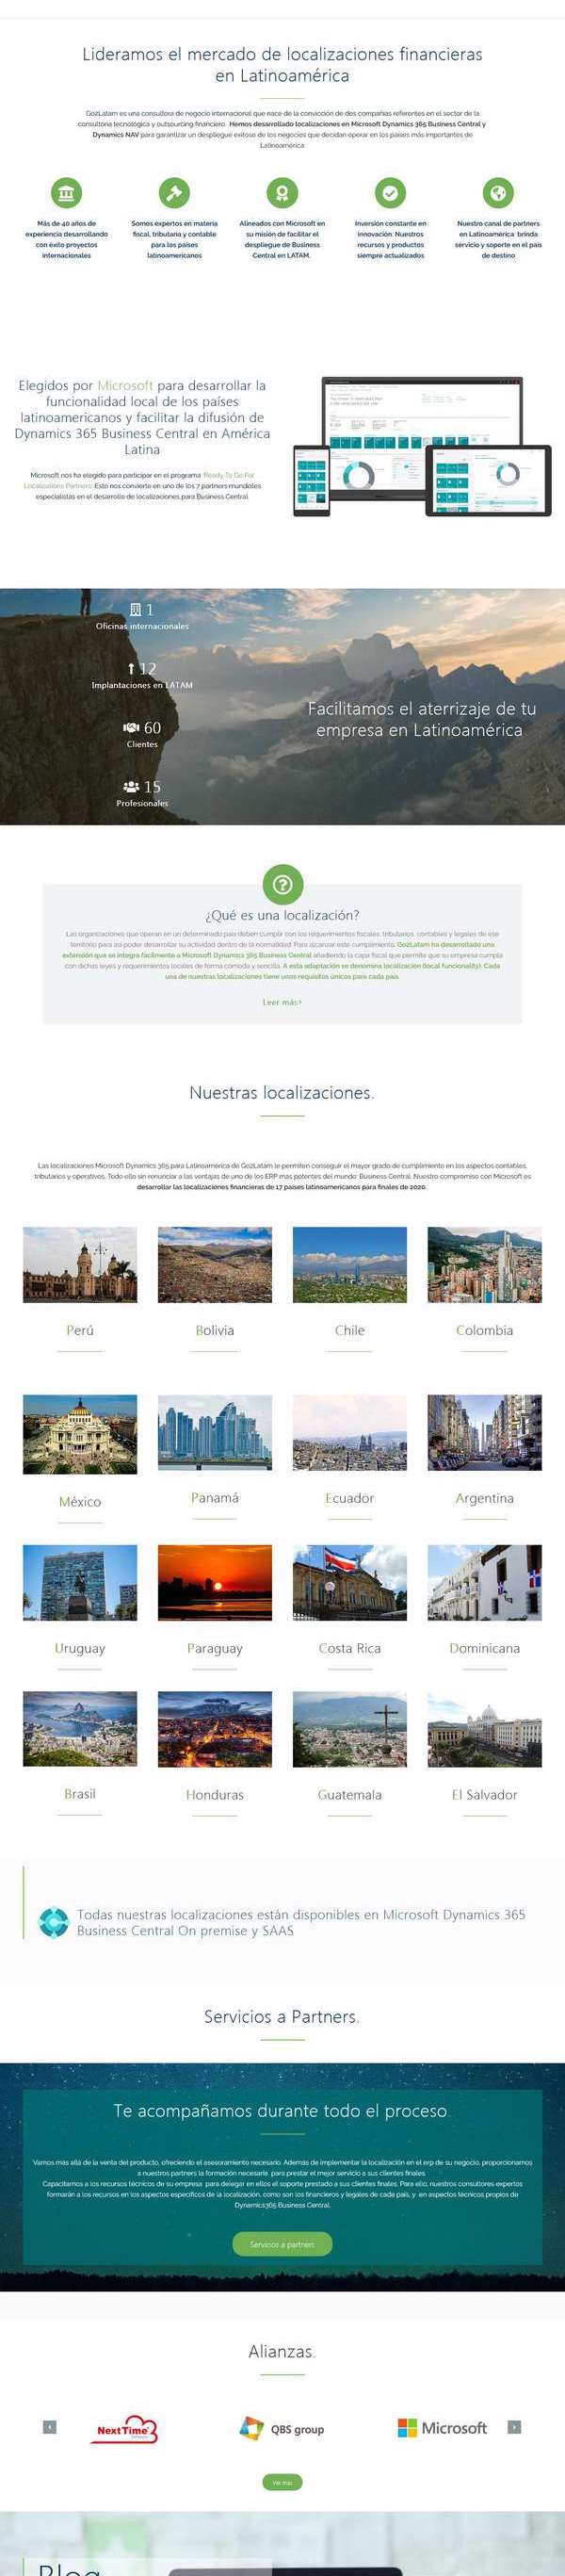 Lideramos el mercado de localizaciones financieras
en Latinoamérica
Go2Latam es una consultora de negocio internacional que nace de la convicción de dos compañías referentes en el sector de la
consultoría tecnológica y outsourcing financiero. Hemos desarrollado localizaciones en Microsoft Dynamics 365 Business Central y
Dynamics NAV para garantizar un despliegue exitoso de los negocios que decidan operar en los países más importantes de
Latinoamérica
Más de 40 años de
experiencia desarrollando
con éxito proyectos
internacionales
Somos expertos en materia
fiscal, tributaria y contable
para los países
latinoamericanos
Alineados con Microsoft en
su misión de facilitar el
despliegue de Business
Central en LATAM.
Inversión constante en
innovación. Nuestros
recursos y productos
siempre actualizados
Nuestro canal de partners
en Latinoamérica brinda
servicio y soporte en el país
de destino
Elegidos por Microsoft para desarrollar la
funcionalidad local de los países
latinoamericanos y facilitar la difusión de
Dynamics 365 Business Central en América
Latina
Microsoft nos ha elegido para participar en el programa Ready To Go For
Localizations Partners. Esto nos convierte en uno de los 7 partners mundiales
especialistas en el desarrollo de localizaciones para Business Central
1
Oficinas internacionales
12
Implantaciones en LATAM
60
Clientes
15
Profesionales
Facilitamos el aterrizaje de tu
empresa en Latinoamérica
¿Qué es una localización?
Las organizaciones que operan en un determinado país deben cumplir con los requerimientos fiscales, tributarios, contables y legales de ese
territorio para así poder desarrollar su actividad dentro de la normalidad. Para alcanzar este cumplimiento, Go2Latam ha desarrollado una
extensión que se integra fácilmente a Microsoft Dynamics 365 Business Central añadiendo la capa fiscal que permite que su empresa cumpla
con dichas leyes y requerimientos locales de forma cómoda y sencilla. A esta adaptación se denomina localización (local funcionality). Cada
una de nuestras localizaciones tiene unos requisitos únicos para cada país.
Leer más
Nuestras localizaciones.
Las localizaciones Microsoft Dynamics 365 para Latinoamérica de Go2Latam le permiten conseguir el mayor grado de cumplimiento en los aspectos contables,
tributarios y operativos. Todo ello sin renunciar a las ventajas de uno de los ERP más potentes del mundo: Business Central. Nuestro compromiso con Microsoft es
desarrollar las localizaciones financieras de 17 países latinoamericanos para finales de 2020.
Perú
Bolivia
Chile
Colombia
México
Panamá
Ecuador
Argentina
Uruguay
Paraguay
Costa Rica
Dominicana
Brasil
Honduras
Guatemala
El Salvador
Todas nuestras localizaciones están disponibles en Microsoft Dynamics 365
Business Central On premise y SAAS
Servicios a Partners.
Te acompañamos durante todo el proceso.
Vamos más allá de la venta del producto, ofreciendo el asesoramiento necesario. Además de implementar la localización en el erp de su negocio, proporcionamos
a nuestros partners la formación necesaria para prestar el mejor servicio a sus clientes finales.
Capacitamos a los recursos técnicos de su empresa para delegar en ellos el soporte prestado a sus clientes finales. Para ello, nuestros consultores expertos
formarán a los recursos en los aspectos específicos de la localización, como son los financieros y legales de cada país, y en aspectos técnicos propios de
Dynamics365 Business Central.
Servicios a partners
Alianzas.
NextTime
QBS group
Microsoft
Ver más
Blog